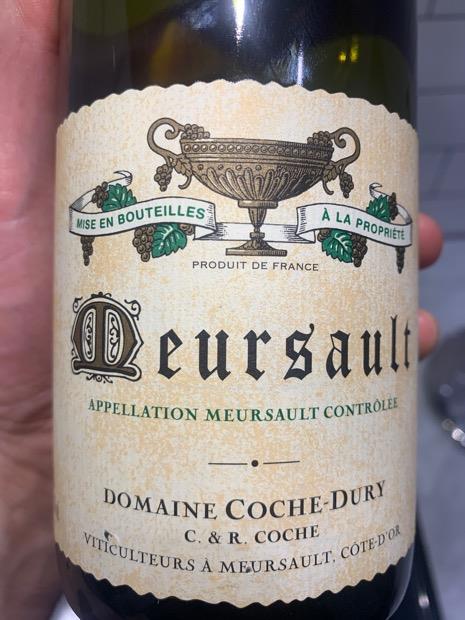 MISE EN BOUTEILLES À LA PROPRIÉTÉ
PRODUIT DE FRANCE
Meursault
APPELLATION MEURSAULT CONTRÔLÉE
DOMAINE COCHE-DURY
C. & R. COCHE
VITICULTEURS À MEURSAULT, CÔTE-D'OR